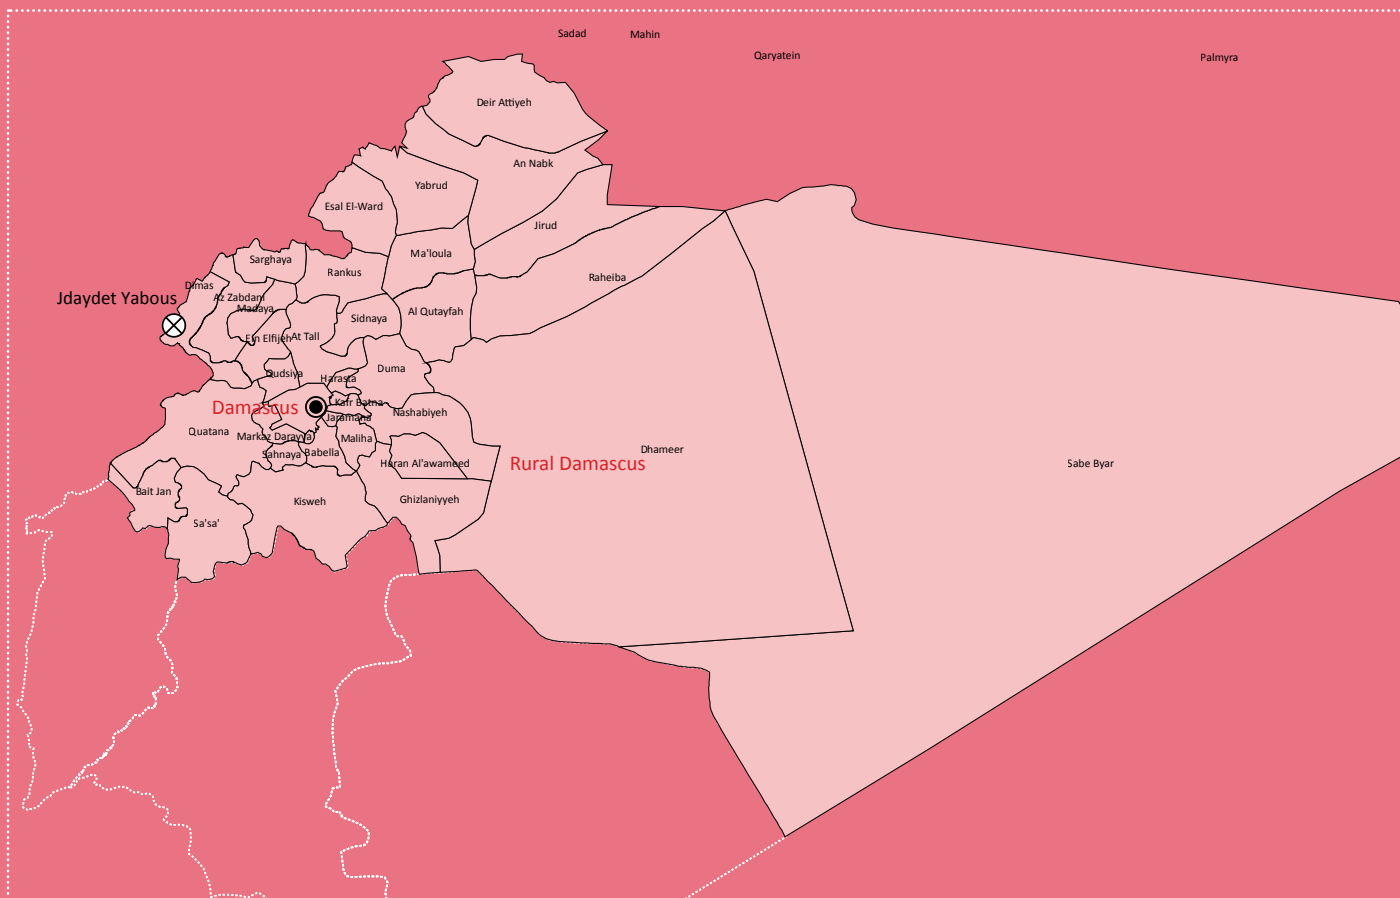 Sadad
Mahin
Qaryatein
Palmyra
Deir Attiyeh
An Nabk
Yabrud
Esal El-Ward
Jirud
Ma'loula
Sarghaya
Rankus
Raheiba
Dimas
Az Zabdani
Jdaydet Yabous
Madaya
Al Qutayfah
Sidnaya
Ein Elfijeh
At Tall
Duma
Qudsiya
Harasta
Kafr Batna
Damascus
Nashabiyeh
Jaramana
Quatana
Markaz Darayya
Maliha
Sahnaya
Babella
Dhameer
Huran Al'awameed
Rural Damascus
Sabe Byar
Bait Jan
Kisweh
Ghizlaniyyeh
Sa'sa'